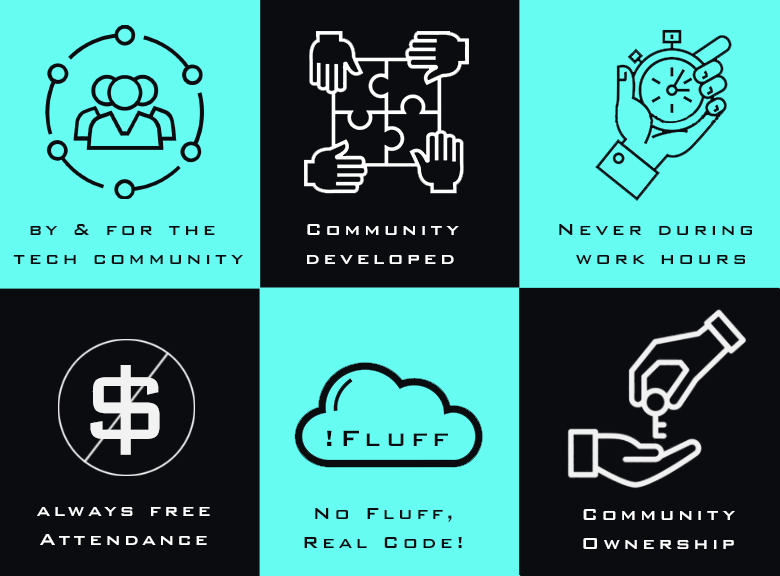 BY & FOR THE
TECH COMMUNITY
COMMUNITY
DEVELOPED
NEVER DURING
WORK HOURS
$
ALWAYS FREE
ATTENDANCE
!FLUFF
NO FLUFF,
REAL CODE!
COMMUNITY
OWNERSHIP